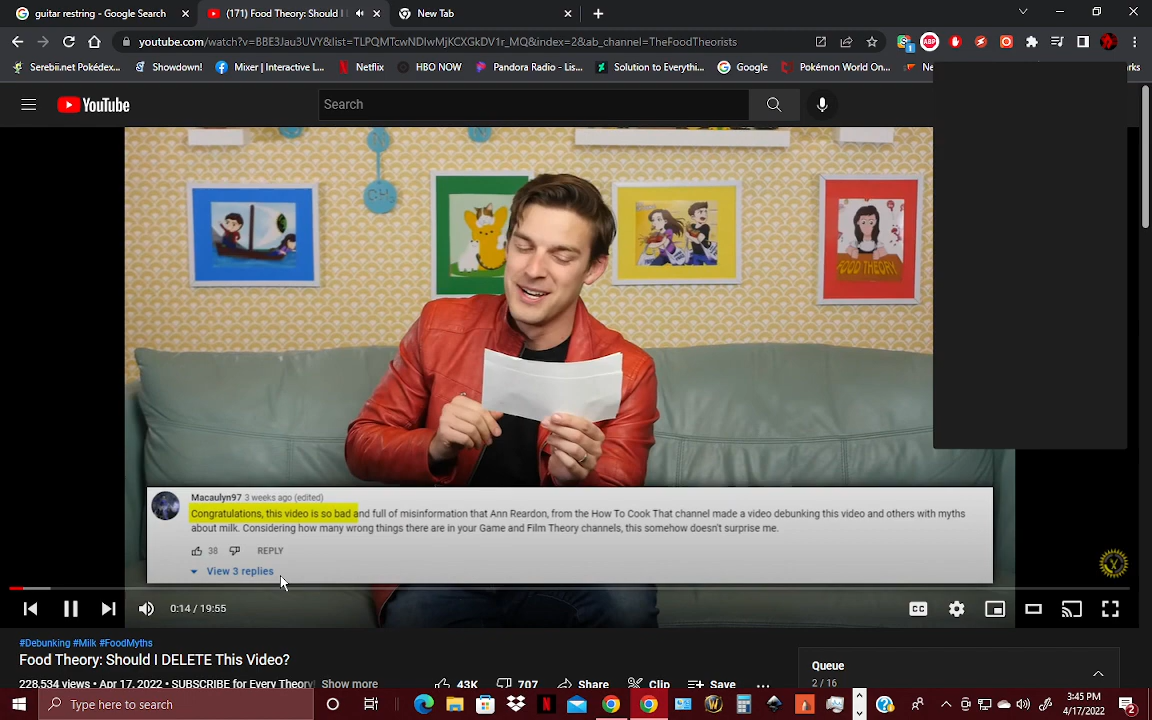 guitar restring - Google Search
(171) Food Theory: Should I
New Tab
youtube.com/watch?v=BBE3Jau3UVY&list=TLPQMTcwNDIwMjKCXGkDV1r_MQ&index=2&ab_channel=TheFoodTheorists
Serebii.net Pokédex...
Showdown!
Mixer | Interactive L...
Netflix
HBO NOW
Pandora Radio - Lis...
Solution to Everythi...
Google
Pokémon World On...
YouTube
Search
FOOD THEORY
Macaulyn97 3 weeks ago (edited)
Congratulations, this video is so bad and full of misinformation that Ann Reardon, from the How To Cook That channel made a video debunking this video and others with myths
about milk. Considering how many wrong things there are in your Game and Film Theory channels, this somehow doesn't surprise me.
38 REPLY
View 3 replies
0:14 / 19:55
CC
#Debunking #Milk #FoodMyths
Food Theory: Should I DELETE This Video?
228,534 views • Apr 17, 2022 • SUBSCRIBE for Every Theory!
Show more
43K
707
Share
Clip
Save
Queue
2 / 16
Type here to search
3:45 PM
4/17/2022
2